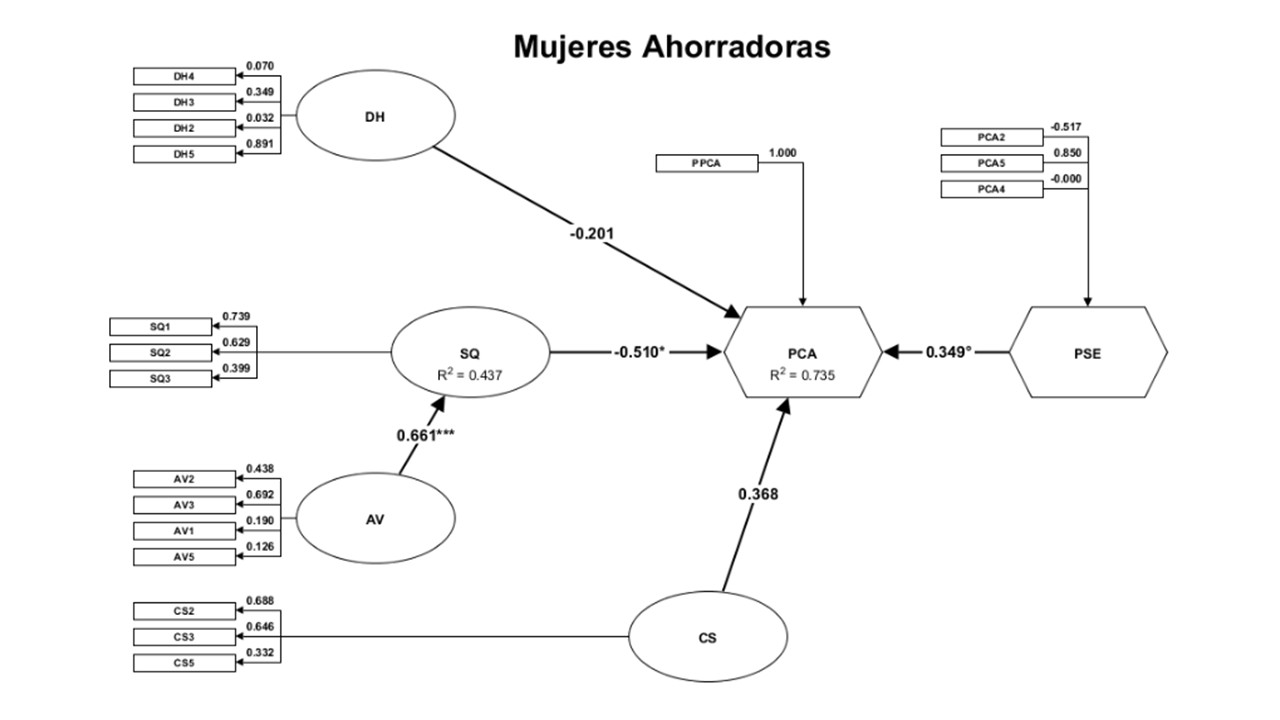 Mujeres Ahorradoras
DH4
0.070
DH3
0.349
DH2
0.032
DH5
0.891
DH
PPCA
1.000
PCA2
-0.517
PCA5
0.850
PCA4
-0.000
-0.201
SQ1
0.739
SQ2
0.629
SQ3
0.399
SQ
R² = 0.437
-0.510*
PCA
R² = 0.735
0.349°
PSE
0.661***
AV2
0.438
AV3
0.692
AV1
0.190
AV5
0.126
AV
0.368
CS2
0.688
CS3
0.646
CS5
0.332
CS